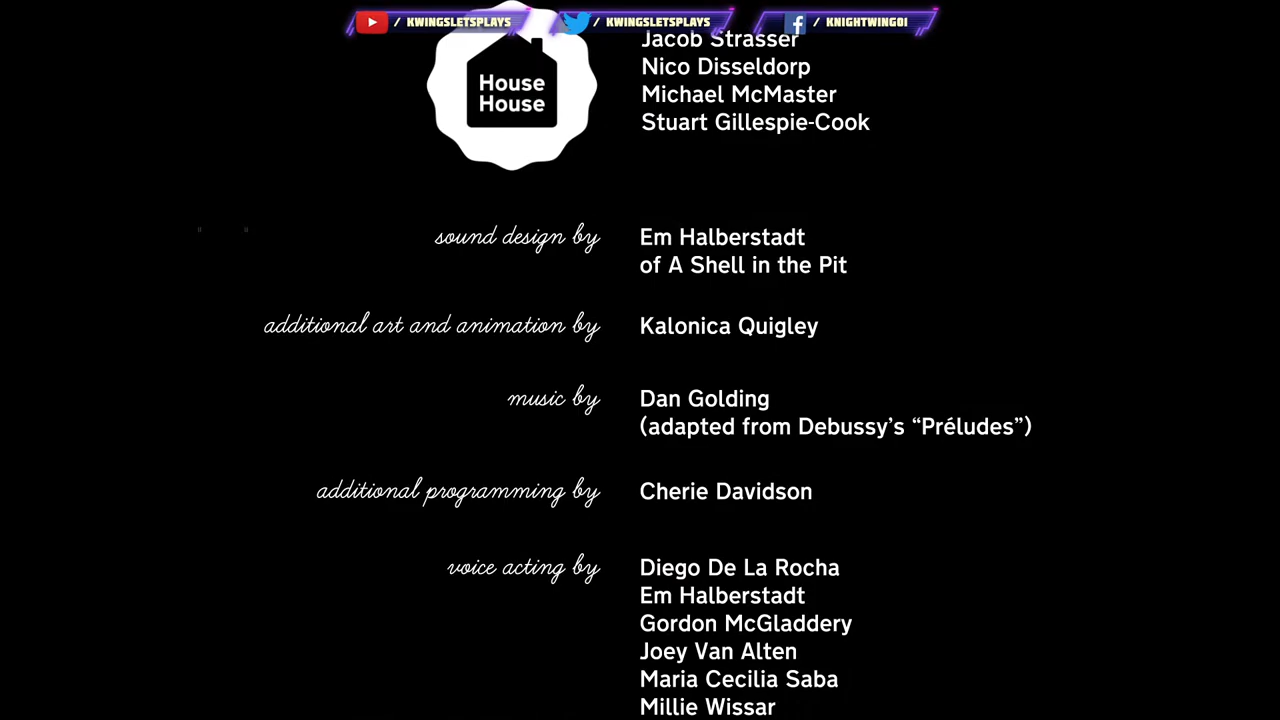 / KWINGSLETSPLAYS / KWINGSLETSPLAYS / KNIGHTWING01
House
House
Jacob Strasser
Nico Disseldorp
Michael McMaster
Stuart Gillespie-Cook
sound design by Em Halberstadt
of A Shell in the Pit
additional art and animation by Kalonica Quigley
music by Dan Golding
(adapted from Debussy’s “Préludes”)
additional programming by Cherie Davidson
voice acting by Diego De La Rocha
Em Halberstadt
Gordon McGladdery
Joey Van Alten
Maria Cecilia Saba
Millie Wissar